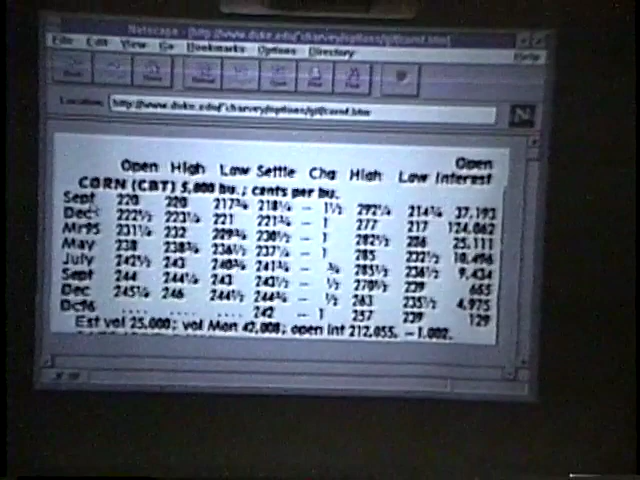 Netscape - [http://www.duke.edu/~charvey/options/glf/cornf.htm]
File Edit View Go Bookmarks Options Directory Help
Location: http://www.duke.edu/~charvey/options/glf/cornf.htm N
Open
Open High Low Settle Chg High Low Interest
CORN (CBT) 5,000 bu.; cents per bu.
Sept 220 220 217¾ 218¼ – 1½ 292¼ 214¾ 37,193
Dec 222½ 223¼ 221 221¾ – 1 277 217 124,062
Mr95 231¼ 232 229¾ 230½ – 1 282½ 226 25,111
May 238 238¾ 236½ 237¼ – 1 285 232½ 10,496
July 242½ 243 240¾ 241¾ – ¾ 285½ 236½ 9,434
Sept 244 244¼ 243 243½ – ½ 270½ 239 665
Dec 245¼ 246 244½ 244¾ – ½ 263 235½ 4,975
Dc96 .... .... .... 242 – 1 257 239 129
Est vol 25,000; vol Mon 42,008; open int 212,055, –1,002.